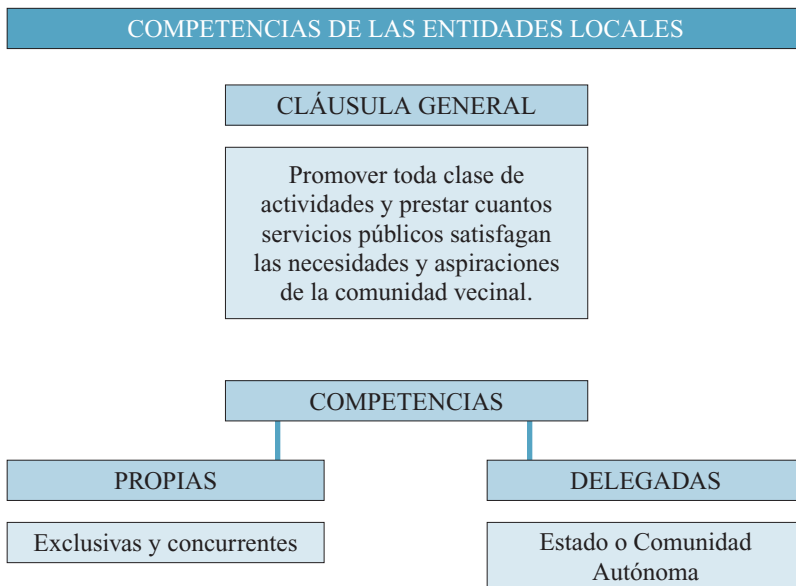 COMPETENCIAS DE LAS ENTIDADES LOCALES
CLÁUSULA GENERAL
Promover toda clase de
actividades y prestar cuantos
servicios públicos satisfagan
las necesidades y aspiraciones
de la comunidad vecinal.
COMPETENCIAS
PROPIAS
Exclusivas y concurrentes
DELEGADAS
Estado o Comunidad
Autónoma